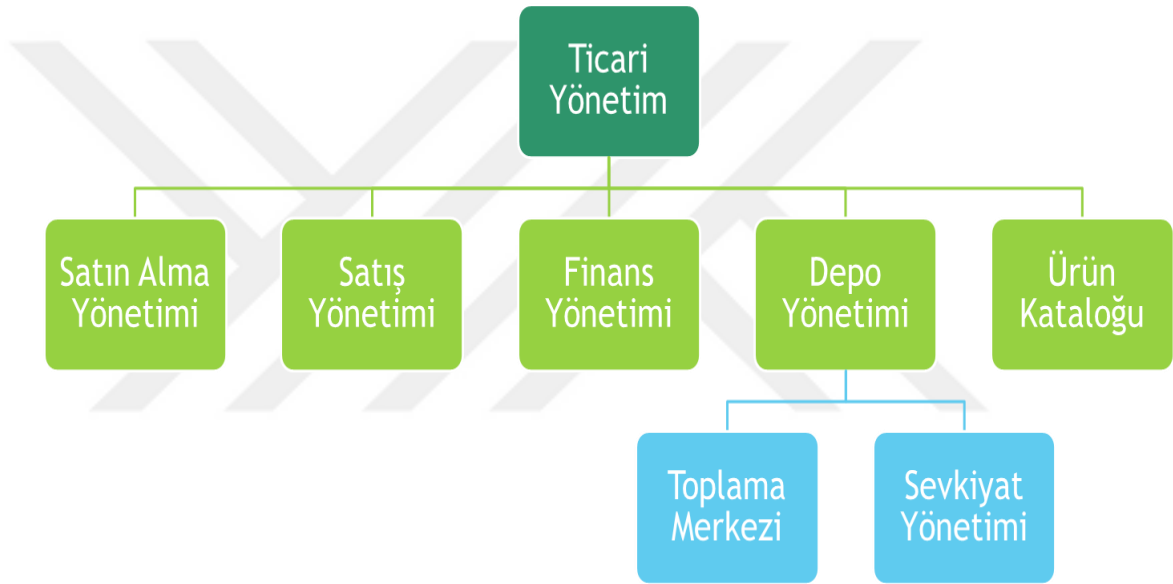 Ticari
Yönetim
Satın Alma
Yönetimi
Satış
Yönetimi
Finans
Yönetimi
Depo
Yönetimi
Ürün
Kataloğu
Toplama
Merkezi
Sevkiyat
Yönetimi